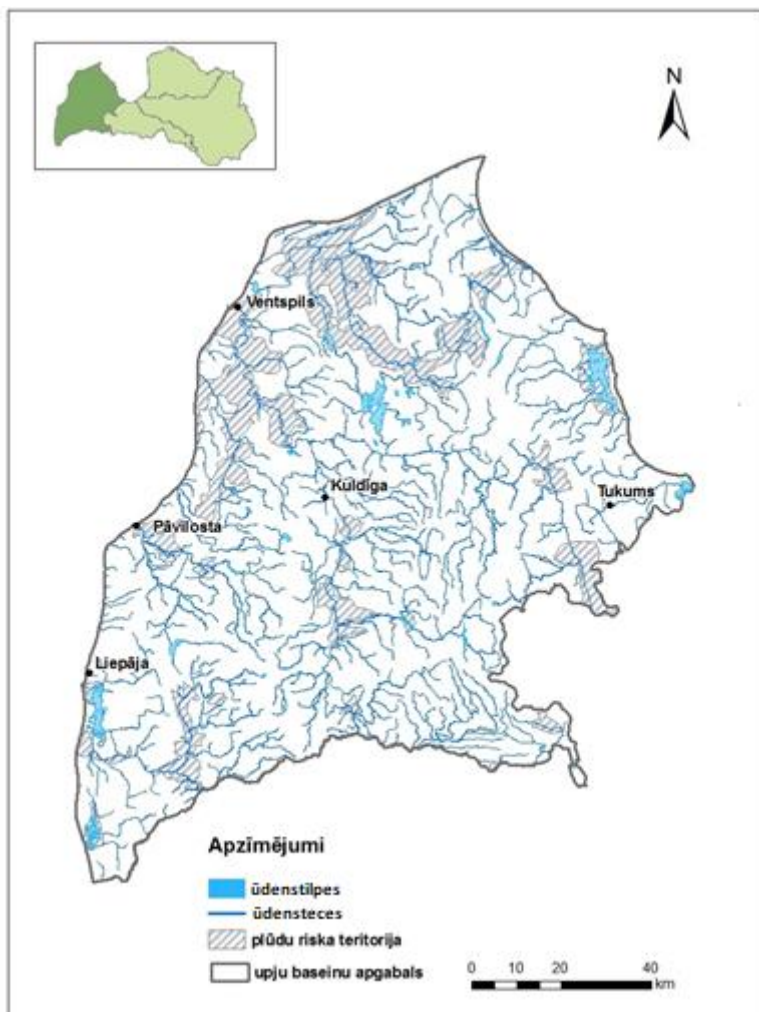 N
Ventspils
Kuldīga
Tukums
Pāvilosta
Liepāja
Apzīmējumi
ūdenstilpes
ūdensteces
plūdu riska teritorija
upju baseinu apgabals
0 5 10 20 40
km